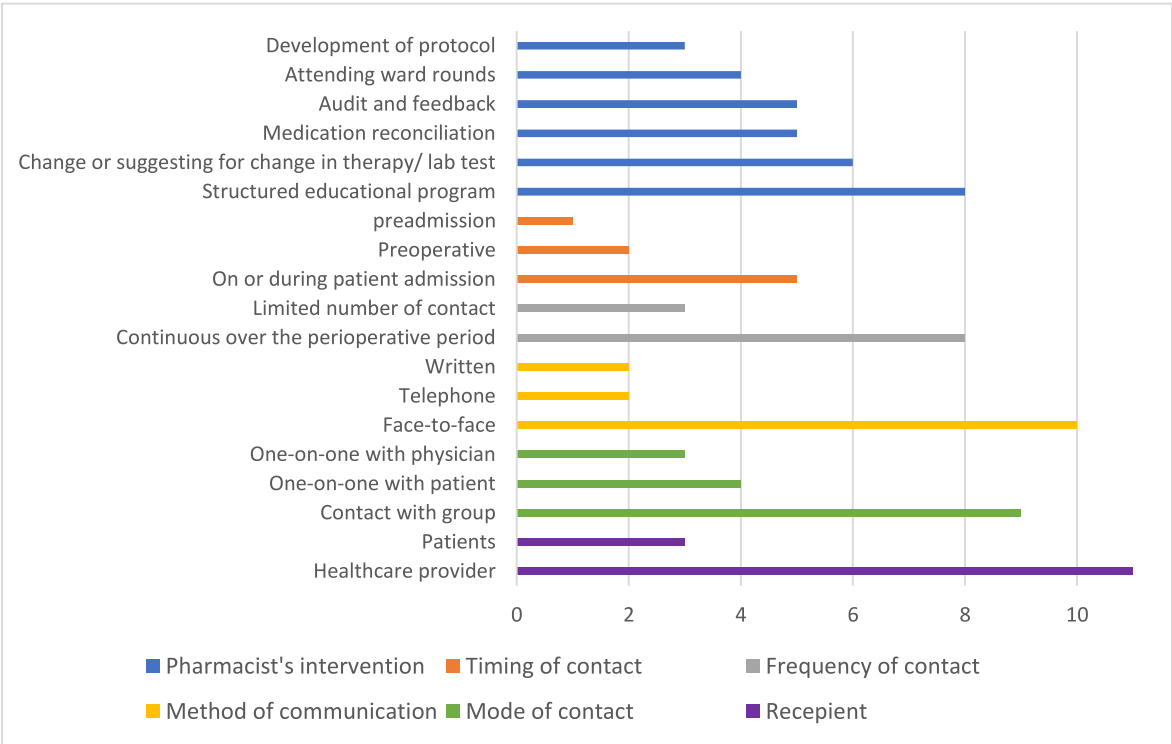 Development of protocol
Attending ward rounds
Audit and feedback
Medication reconciliation
Change or suggesting for change in therapy/ lab test
Structured educational program
preadmission
Preoperative
On or during patient admission
Limited number of contact
Continuous over the perioperative period
Written
Telephone
Face-to-face
One-on-one with physician
One-on-one with patient
Contact with group
Patients
Healthcare provider
0 2 4 6 8 10
Pharmacist's intervention Timing of contact Frequency of contact
Method of communication Mode of contact Recepient